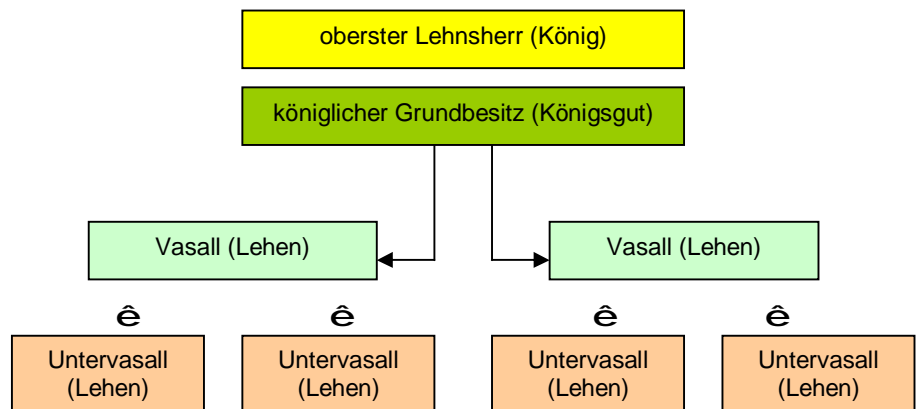 oberster Lehnsherr (König)
königlicher Grundbesitz (Königsgut)
Vasall (Lehen)
Vasall (Lehen)
ê
ê
ê
ê
Untervasall
(Lehen)
Untervasall
(Lehen)
Untervasall
(Lehen)
Untervasall
(Lehen)